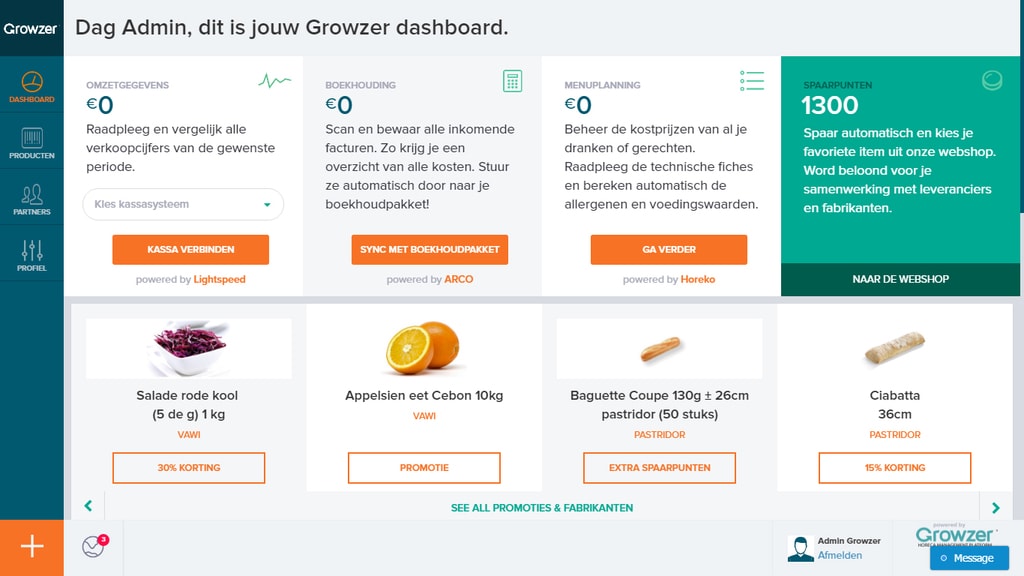 Growzer
Dag Admin, dit is jouw Growzer dashboard.
DASHBOARD
PRODUCTEN
PARTNERS
PROFIEL
OMZETGEGEVENS
€0
Raadpleeg en vergelijk alle
verkoopcijfers van de gewenste
periode.
Kies kassasysteem
KASSA VERBINDEN
powered by Lightspeed
BOEKHOUDING
€0
Scan en bewaar alle inkomende
facturen. Zo krijg je een
overzicht van alle kosten. Stuur
ze automatisch door naar je
boekhoudpakket!
SYNC MET BOEKHOUDPAKKET
powered by ARCO
MENUPLANNING
€0
Beheer de kostprijzen van al je
dranken of gerechten.
Raadpleeg de technische fiches
en bereken automatisch de
allergenen en voedingswaarden.
GA VERDER
powered by Horeko
SPAARPUNTEN
1300
Spaar automatisch en kies je
favoriete item uit onze webshop.
Word beloond voor je
samenwerking met leveranciers
en fabrikanten.
NAAR DE WEBSHOP
Salade rode kool
(5 de g) 1 kg
VAWI
30% KORTING
Appelsien eet Cebon 10kg
VAWI
PROMOTIE
Baguette Coupe 130g ± 26cm
pastridor (50 stuks)
PASTRIDOR
EXTRA SPAARPUNTEN
Ciabatta
36cm
PASTRIDOR
15% KORTING
SEE ALL PROMOTIES & FABRIKANTEN
3
Admin Growzer
Afmelden
powered by
Growzer
HORECA MANAGEMENT PLATFORM
Message